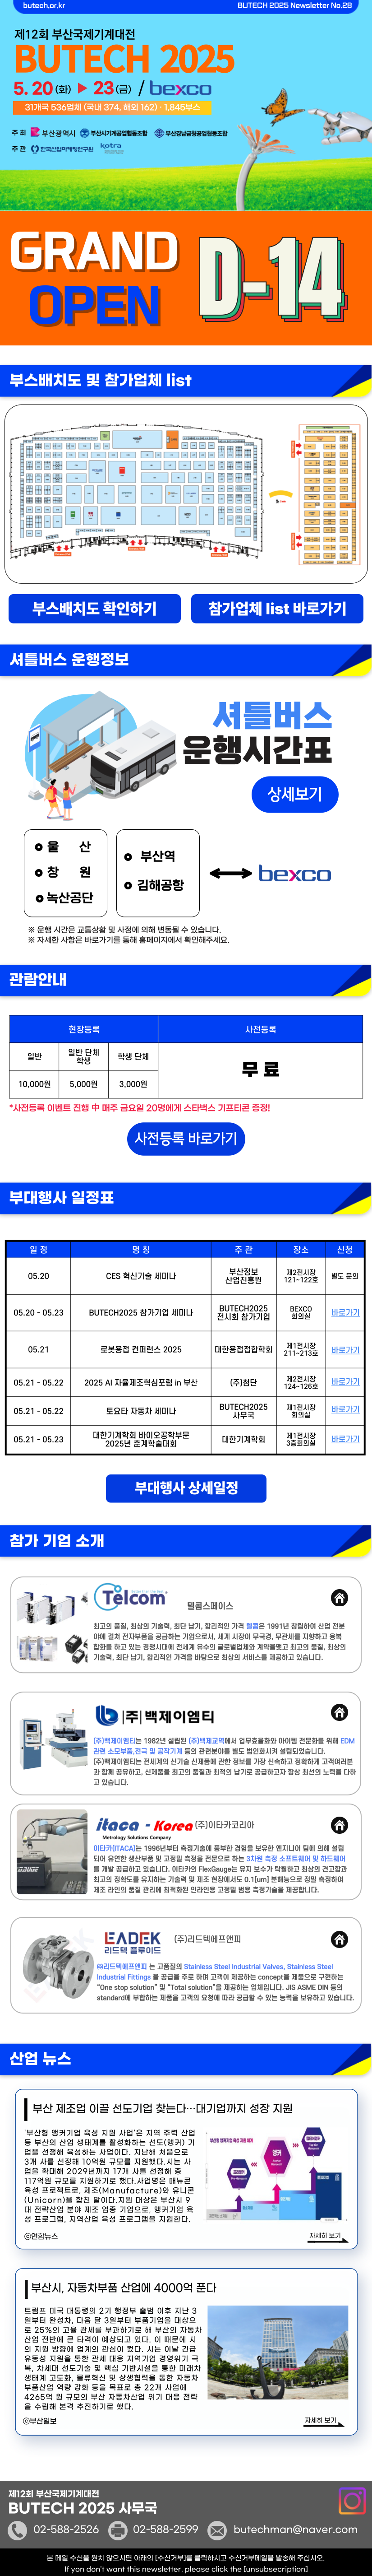 butech.or.kr
BUTECH 2025 Newsletter No.28
제12회 부산국제기계대전
BUTECH 2025
5. 20(화) ▶ 23(금) / bexco
31개국 536업체 (국내 374, 해외 162) · 1,845부스
주 최 부산광역시 부산시기계공업협동조합 부산경남금형공업협동조합
주 관 한국산업마케팅연구원 kotra
GRAND
OPEN
D-14
부스배치도 및 참가업체 list
부스배치도 확인하기
참가업체 list 바로가기
셔틀버스 운행정보
셔틀버스
운행시간표
상세보기
울 산
창 원
녹산공단
부산역
김해공항
bexco
※ 운행 시간은 교통상황 및 사정에 의해 변동될 수 있습니다.
※ 자세한 사항은 바로가기를 통해 홈페이지에서 확인해주세요.
관람안내
현장등록 사전등록
일반 일반 단체 학생 학생 단체
무 료
10,000원 5,000원 3,000원
*사전등록 이벤트 진행 中 매주 금요일 20명에게 스타벅스 기프티콘 증정!
사전등록 바로가기
부대행사 일정표
일 정 명 칭 주 관 장소 신청
05.20 CES 혁신기술 세미나 부산정보산업진흥원 제2전시장 121~122호 별도 문의
05.20 - 05.23 BUTECH2025 참가기업 세미나 BUTECH2025 전시회 참가기업 BEXCO 회의실 바로가기
05.21 로봇용접 컨퍼런스 2025 대한용접접합학회 제1전시장 211~213호 바로가기
05.21 - 05.22 2025 AI 자율제조혁심포럼 in 부산 (주)첨단 제2전시장 124~126호 바로가기
05.21 - 05.22 토요타 자동차 세미나 BUTECH2025 사무국 제1전시장 회의실 바로가기
05.21 - 05.23 대한기계학회 바이오공학부문 2025년 춘계학술대회 대한기계학회 제1전시장 3층회의실 바로가기
부대행사 상세일정
참가 기업 소개
Telcom
텔콤스페이스
최고의 품질, 최상의 기술력, 최단 납기, 합리적인 가격 텔콤은 1991년 창립하여 산업 전분
야에 걸쳐 전자부품을 공급하는 기업으로서, 세계 시장이 무국경, 무관세를 지향하고 융복
합화를 하고 있는 경쟁시대에 전세계 유수의 글로벌업체와 계약을맺고 최고의 품질, 최상의
기술력, 최단 납기, 합리적인 가격을 바탕으로 최상의 서비스를 제공하고 있습니다.
(주)백제이엠티
(주)백제이엠티는 1982년 설립된 (주)백제교역에서 업무효율화와 아이템 전문화를 위해 EDM
관련 소모부품,전극 및 공작기계 등의 관련분야를 별도 법인화시켜 설립되었습니다.
(주)백제이엠티는 전세계의 신기술 신제품에 관한 정보를 가장 신속하고 정확하게 고객여러분
과 함께 공유하고, 신제품을 최고의 품질과 최적의 납기로 공급하고자 항상 최선의 노력을 다하
고 있습니다.
itaca - Korea (주)이타카코리아
Metrology Solutions Company
이타카(ITACA)는 1996년부터 측정기술에 풍부한 경험을 보유한 엔지니어 팀에 의해 설립
되어 유연한 생산부품 및 고정밀 측정을 전문으로 하는 3차원 측정 소프트웨어 및 하드웨어
를 개발 공급하고 있습니다. 이타카의 FlexGauge는 유지 보수가 탁월하고 최상의 견고함과
최고의 정확도를 유지하는 기술력 및 제조 현장에서도 0.1[um] 분해능으로 정밀 측정하여
제조 라인의 품질 관리에 최적화된 인라인용 고정밀 범용 측정기술을 제공합니다.
LEADEK
리드텍 플루이드
(주)리드텍에프앤피
㈜리드텍에프앤피 는 고품질의 Stainless Steel Industrial Valves, Stainless Steel
Industrial Fittings 을 공급을 주로 하며 고객이 제공하는 concept을 제품으로 구현하는
“One stop solution” 및 “Total solution”를 제공하는 업체입니다. JIS ASME DIN 등의
standard에 부합하는 제품을 고객의 요청에 따라 공급할 수 있는 능력을 보유하고 있습니다.
산업 뉴스
부산 제조업 이끌 선도기업 찾는다…대기업까지 성장 지원
'부산형 앵커기업 육성 지원 사업'은 지역 주력 산업
등 부산의 산업 생태계를 활성화하는 선도(앵커) 기
업을 선정해 육성하는 사업이다. 지난해 처음으로
3개 사를 선정해 10억원 규모를 지원했다.시는 사
업을 확대해 2029년까지 17개 사를 선정해 총
117억원 규모를 지원하기로 했다.사업명은 매뉴콘
육성 프로젝트로, 제조(Manufacture)와 유니콘
(Unicorn)을 합친 말이다.지원 대상은 부산시 9
대 전략산업 분야 제조 업종 기업으로, 앵커기업 육
성 프로그램, 지역산업 육성 프로그램을 지원한다.
ⓒ연합뉴스
부산형 앵커기업 육성 지원 체계
앵커
자세히 보기
부산시, 자동차부품 산업에 4000억 푼다
트럼프 미국 대통령의 2기 행정부 출범 이후 지난 3
일부터 완성차, 다음 달 3일부터 부품기업을 대상으
로 25%의 고율 관세를 부과하기로 해 부산의 자동차
산업 전반에 큰 타격이 예상되고 있다. 이 때문에 시
의 지원 방향에 업계의 관심이 컸다. 시는 이날 긴급
유동성 지원을 통한 관세 대응 지역기업 경영위기 극
복, 차세대 선도기술 및 핵심 기반시설을 통한 미래차
생태계 고도화, 물류혁신 및 상생협력을 통한 자동차
부품산업 역량 강화 등을 목표로 총 22개 사업에
4265억 원 규모의 부산 자동차산업 위기 대응 전략
을 수립해 본격 추진하기로 했다.
ⓒ부산일보
자세히 보기
제12회 부산국제기계대전
BUTECH 2025 사무국
02-588-2526 02-588-2599 butechman@naver.com
본 메일 수신을 원치 않으시면 아래의 [수신거부]를 클릭하시고 수신거부메일을 발송해 주십시오.
If yon don't want this newsletter, please click the [unsubsecription]